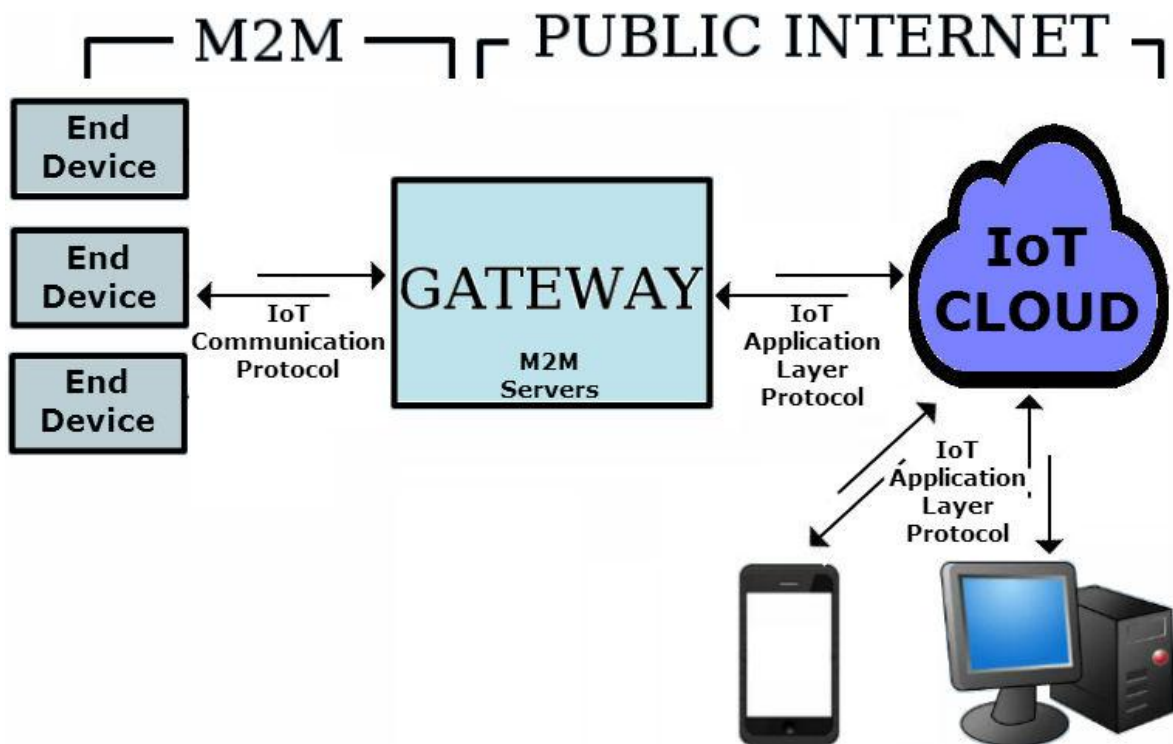 M2M
PUBLIC INTERNET
End
Device
End
Device
End
Device
IoT
Communication
Protocol
GATEWAY
M2M
Servers
IoT
Application
Layer
Protocol
IoT
CLOUD
IoT
Application
Layer
Protocol